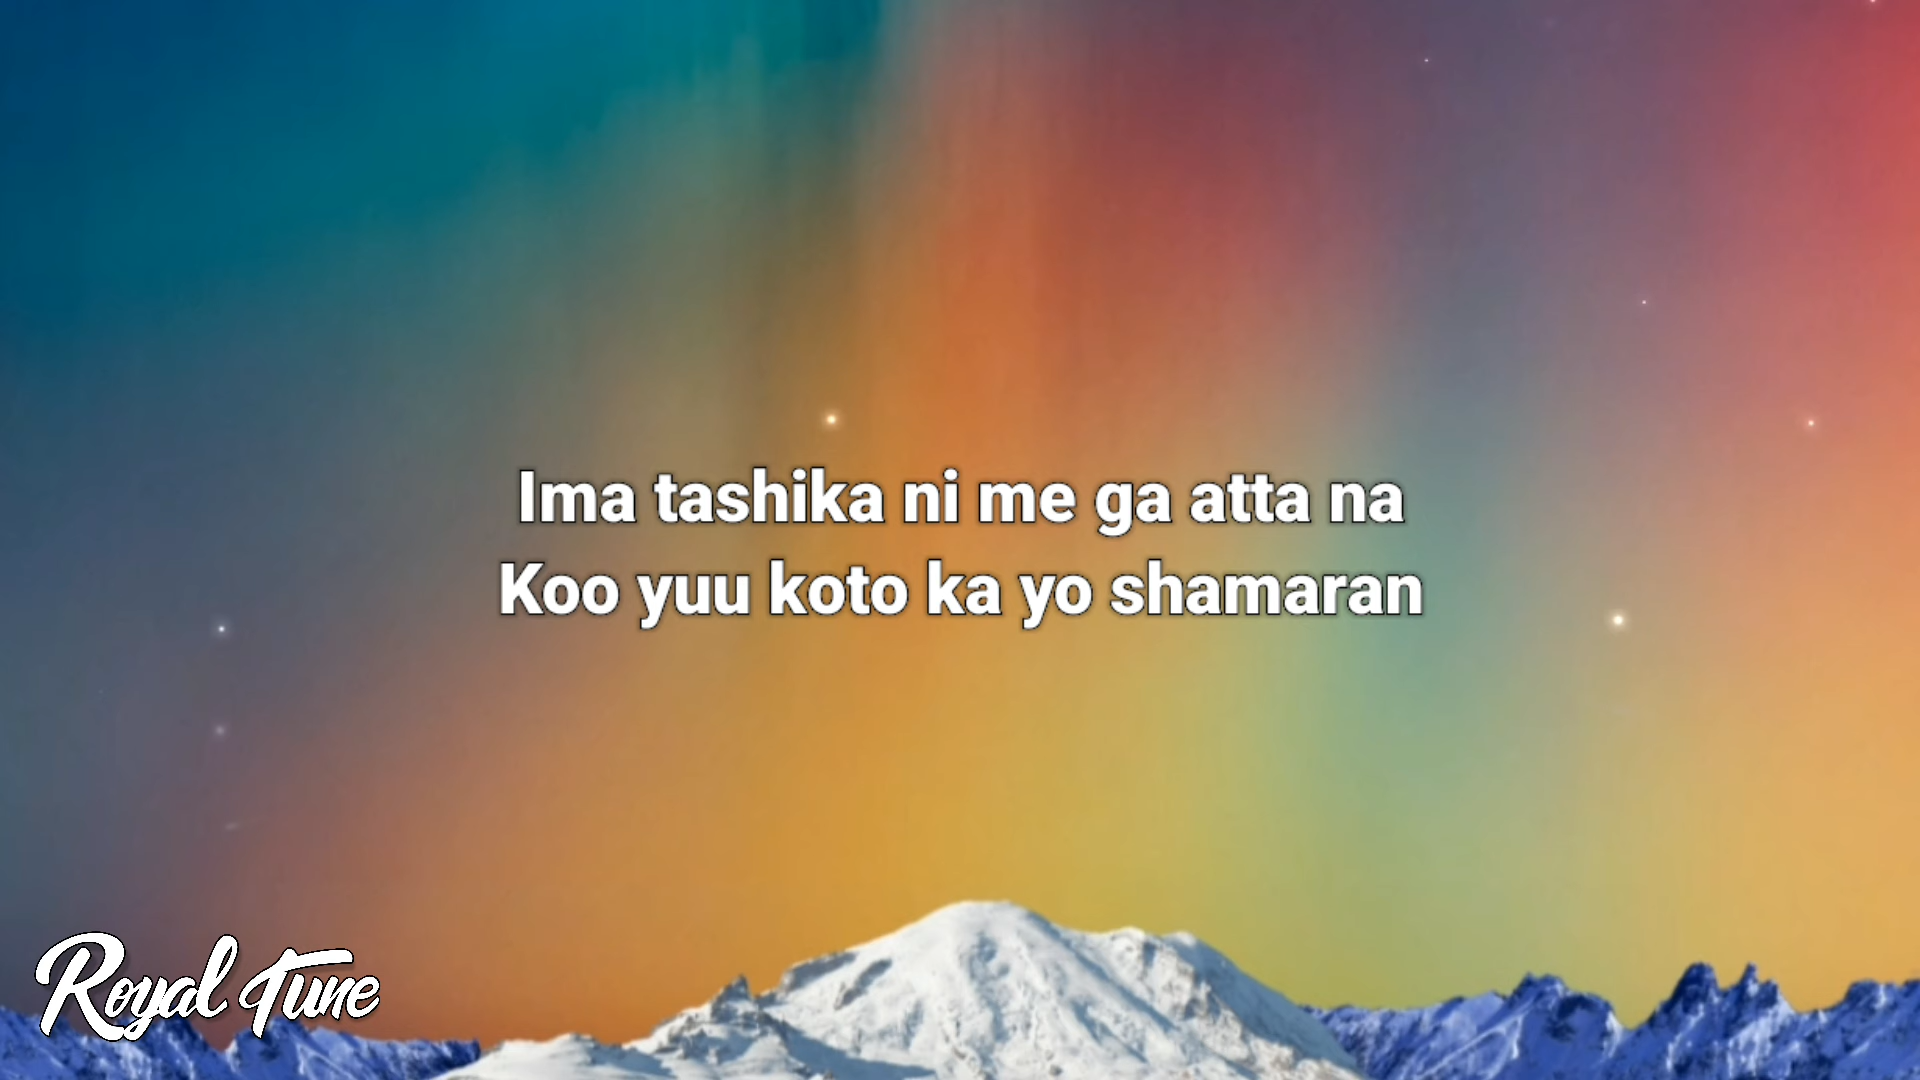 Ima tashika ni me ga atta na
Koo yuu koto ka yo shamaran
Royal Tune